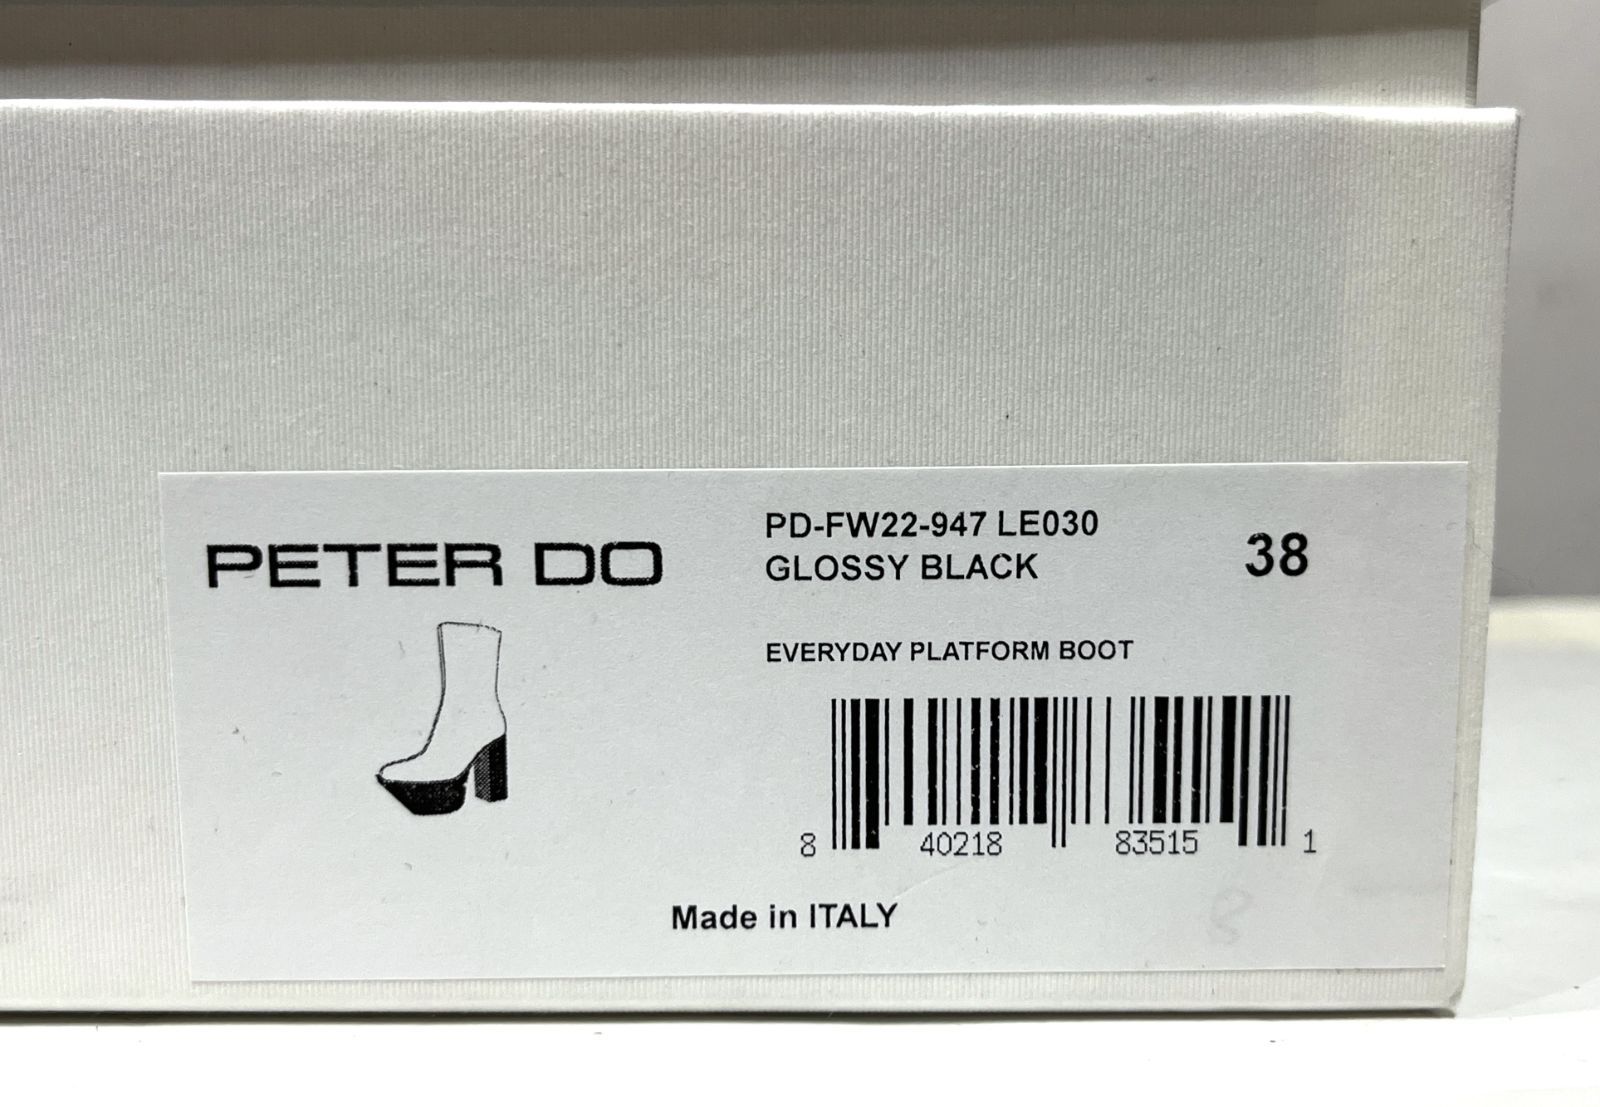 PETER DO
PD-FW22-947 LE030
GLOSSY BLACK
38
EVERYDAY PLATFORM BOOT
8 40218 83515 1
Made in ITALY